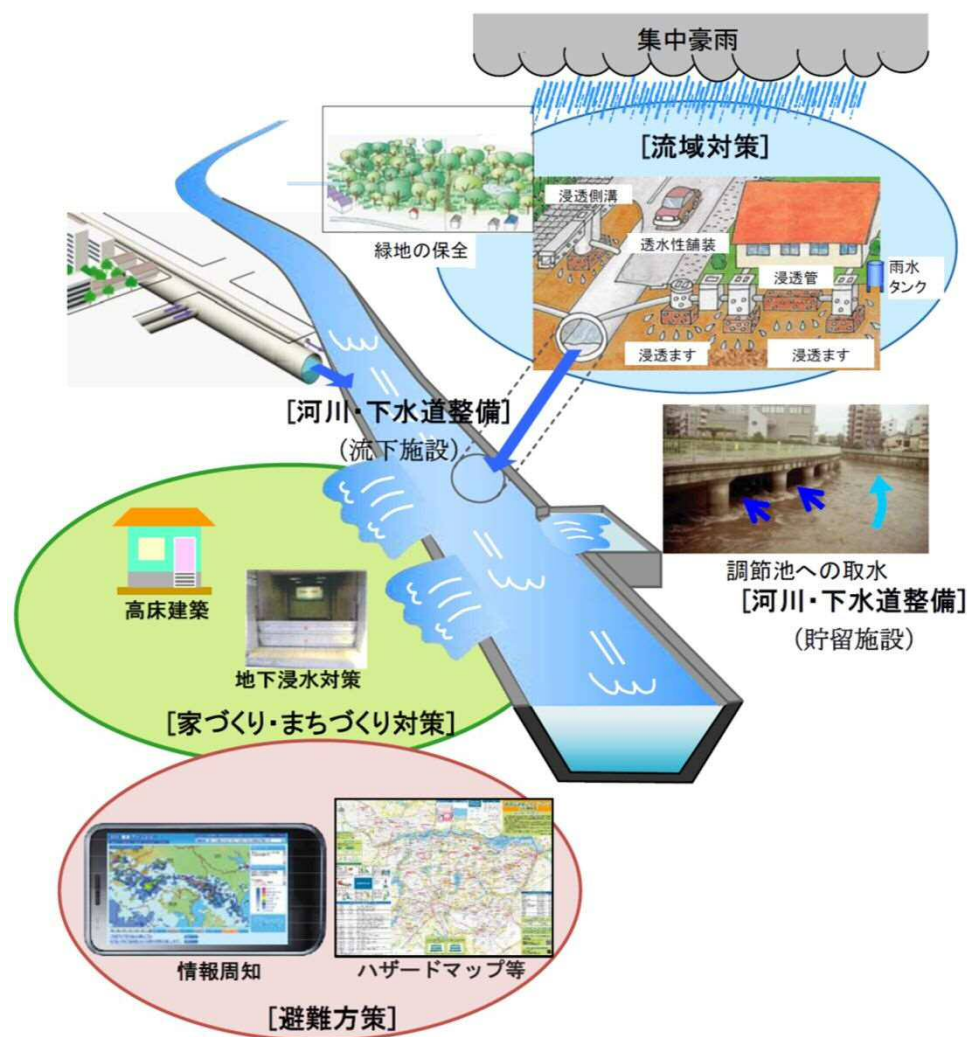 集中豪雨
[流域対策]
浸透側溝
透水性舗装
緑地の保全
浸透管
雨水
タンク
浸透ます
浸透ます
[河川・下水道整備]
（流下施設）
調節池への取水
[河川・下水道整備]
（貯留施設）
高床建築
地下浸水対策
[家づくり・まちづくり対策]
情報周知
ハザードマップ等
[避難方策]